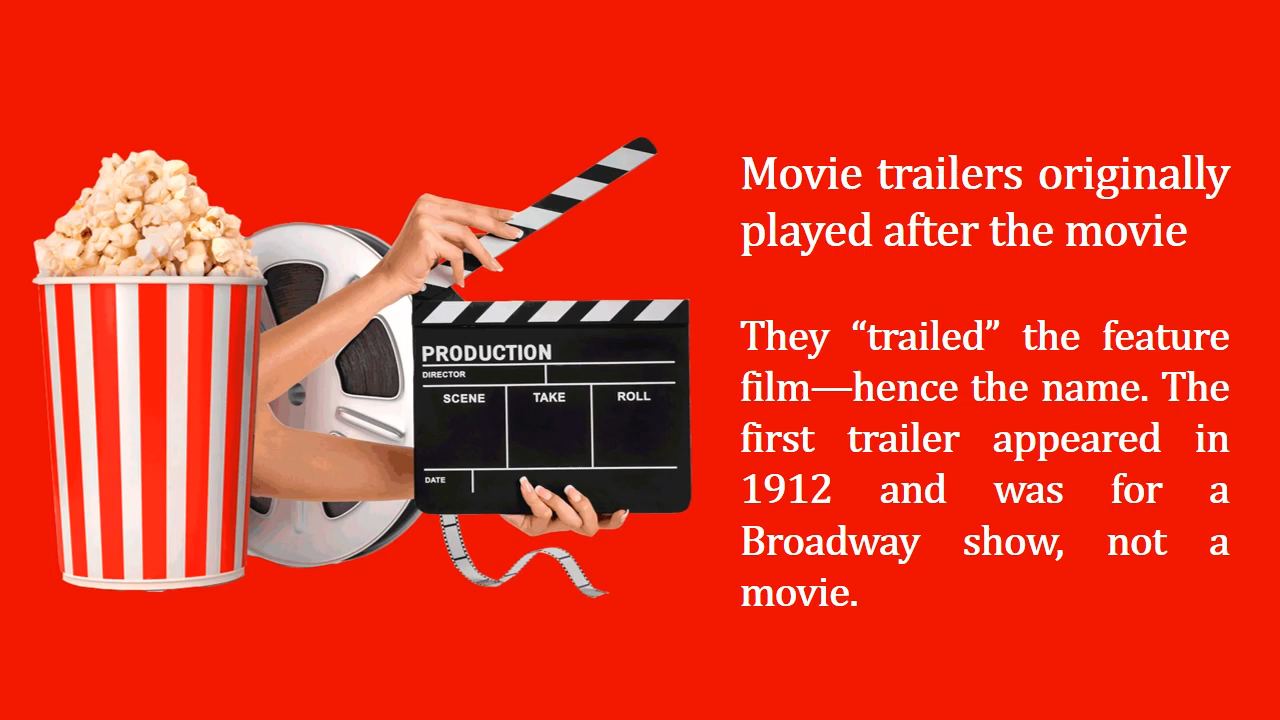 Movie trailers originally
played after the movie
They “trailed” the feature
film—hence the name. The
first trailer appeared in
1912 and was for a
Broadway show, not a
movie.
PRODUCTION
DIRECTOR
SCENE TAKE ROLL
DATE